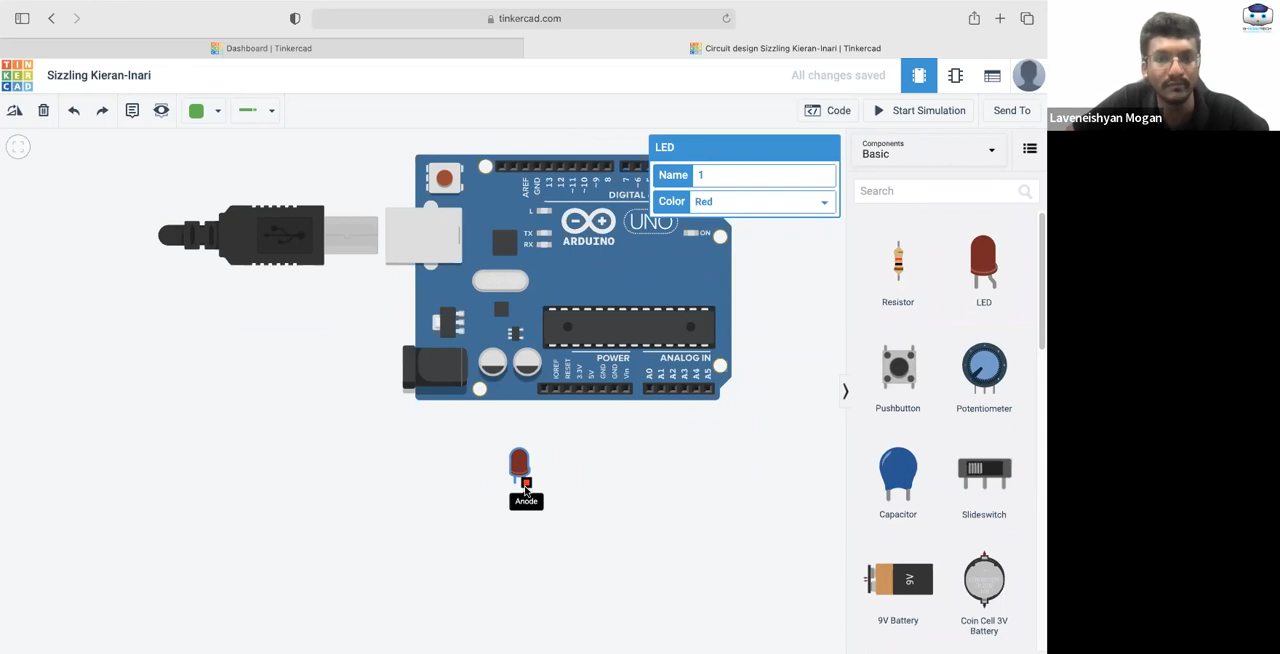 tinkercad.com
Dashboard | Tinkercad
Circuit design Sizzling Kieran-Inari | Tinkercad
TIN
KER
CAD
Sizzling Kieran-Inari
All changes saved
Code
Start Simulation
Send To
Laveneishyan Mogan
LED
Name 1
Color Red
Components
Basic
Search
AREF
GND
13
12
~11
~10
~9
8
7
~6
DIGITAL
L
TX
RX
UNO
ARDUINO
ON
POWER
ANALOG IN
IOREF
RESET
3.3V
5V
GND
GND
Vin
A0
A1
A2
A3
A4
A5
Anode
Resistor
LED
Pushbutton
Potentiometer
Capacitor
Slideswitch
9V
9V Battery
Coin Cell 3V
Battery